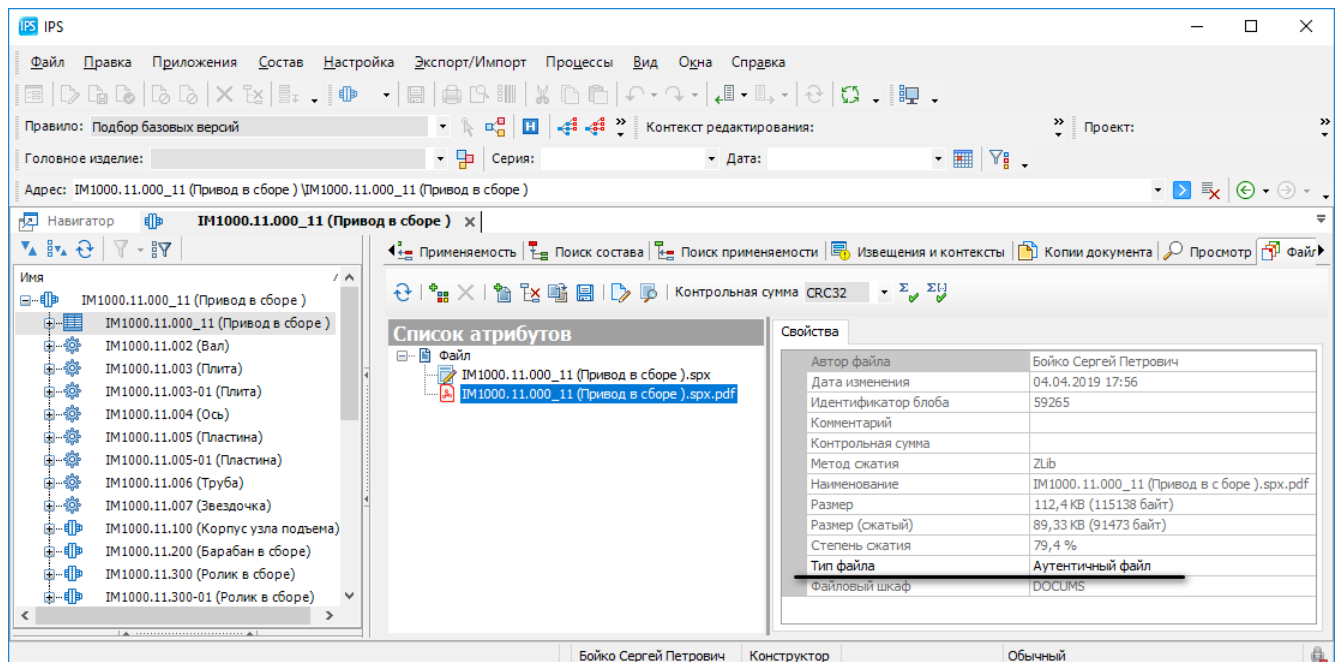 IPS IPS
Файл Правка Приложения Состав Настройка Экспорт/Импорт Процессы Вид Окна Справка
Правило: Подбор базовых версий Контекст редактирования: Проект:
Головное изделие: Серия: Дата:
Адрес: IM1000.11.000_11 (Привод в сборе ) \IM1000.11.000_11 (Привод в сборе )
Навигатор IM1000.11.000_11 (Привод в сборе )
Применяемость Поиск состава Поиск применяемости Извещения и контексты Копии документа Просмотр Файл
Имя
Контрольная сумма CRC32
IM1000.11.000_11 (Привод в сборе )
IM1000.11.000_11 (Привод в сборе )
IM1000.11.002 (Вал)
IM1000.11.003 (Плита)
IM1000.11.003-01 (Плита)
IM1000.11.004 (Ось)
IM1000.11.005 (Пластина)
IM1000.11.005-01 (Пластина)
IM1000.11.006 (Труба)
IM1000.11.007 (Звездочка)
IM1000.11.100 (Корпус узла подъема)
IM1000.11.200 (Барабан в сборе)
IM1000.11.300 (Ролик в сборе)
IM1000.11.300-01 (Ролик в сборе)
Список атрибутов
Файл
IM1000.11.000_11 (Привод в сборе ).spx
IM1000.11.000_11 (Привод в сборе ).spx.pdf
Свойства
Автор файла Бойко Сергей Петрович
Дата изменения 04.04.2019 17:56
Идентификатор блоба 59265
Комментарий
Контрольная сумма
Метод сжатия ZLib
Наименование IM1000.11.000_11 (Привод в с боре ).spx.pdf
Размер 112,4 KB (115138 байт)
Размер (сжатый) 89,33 KB (91473 байт)
Степень сжатия 79,4 %
Тип файла Аутентичный файл
Файловый шкаф DOCUMS
Бойко Сергей Петрович Конструктор Обычный